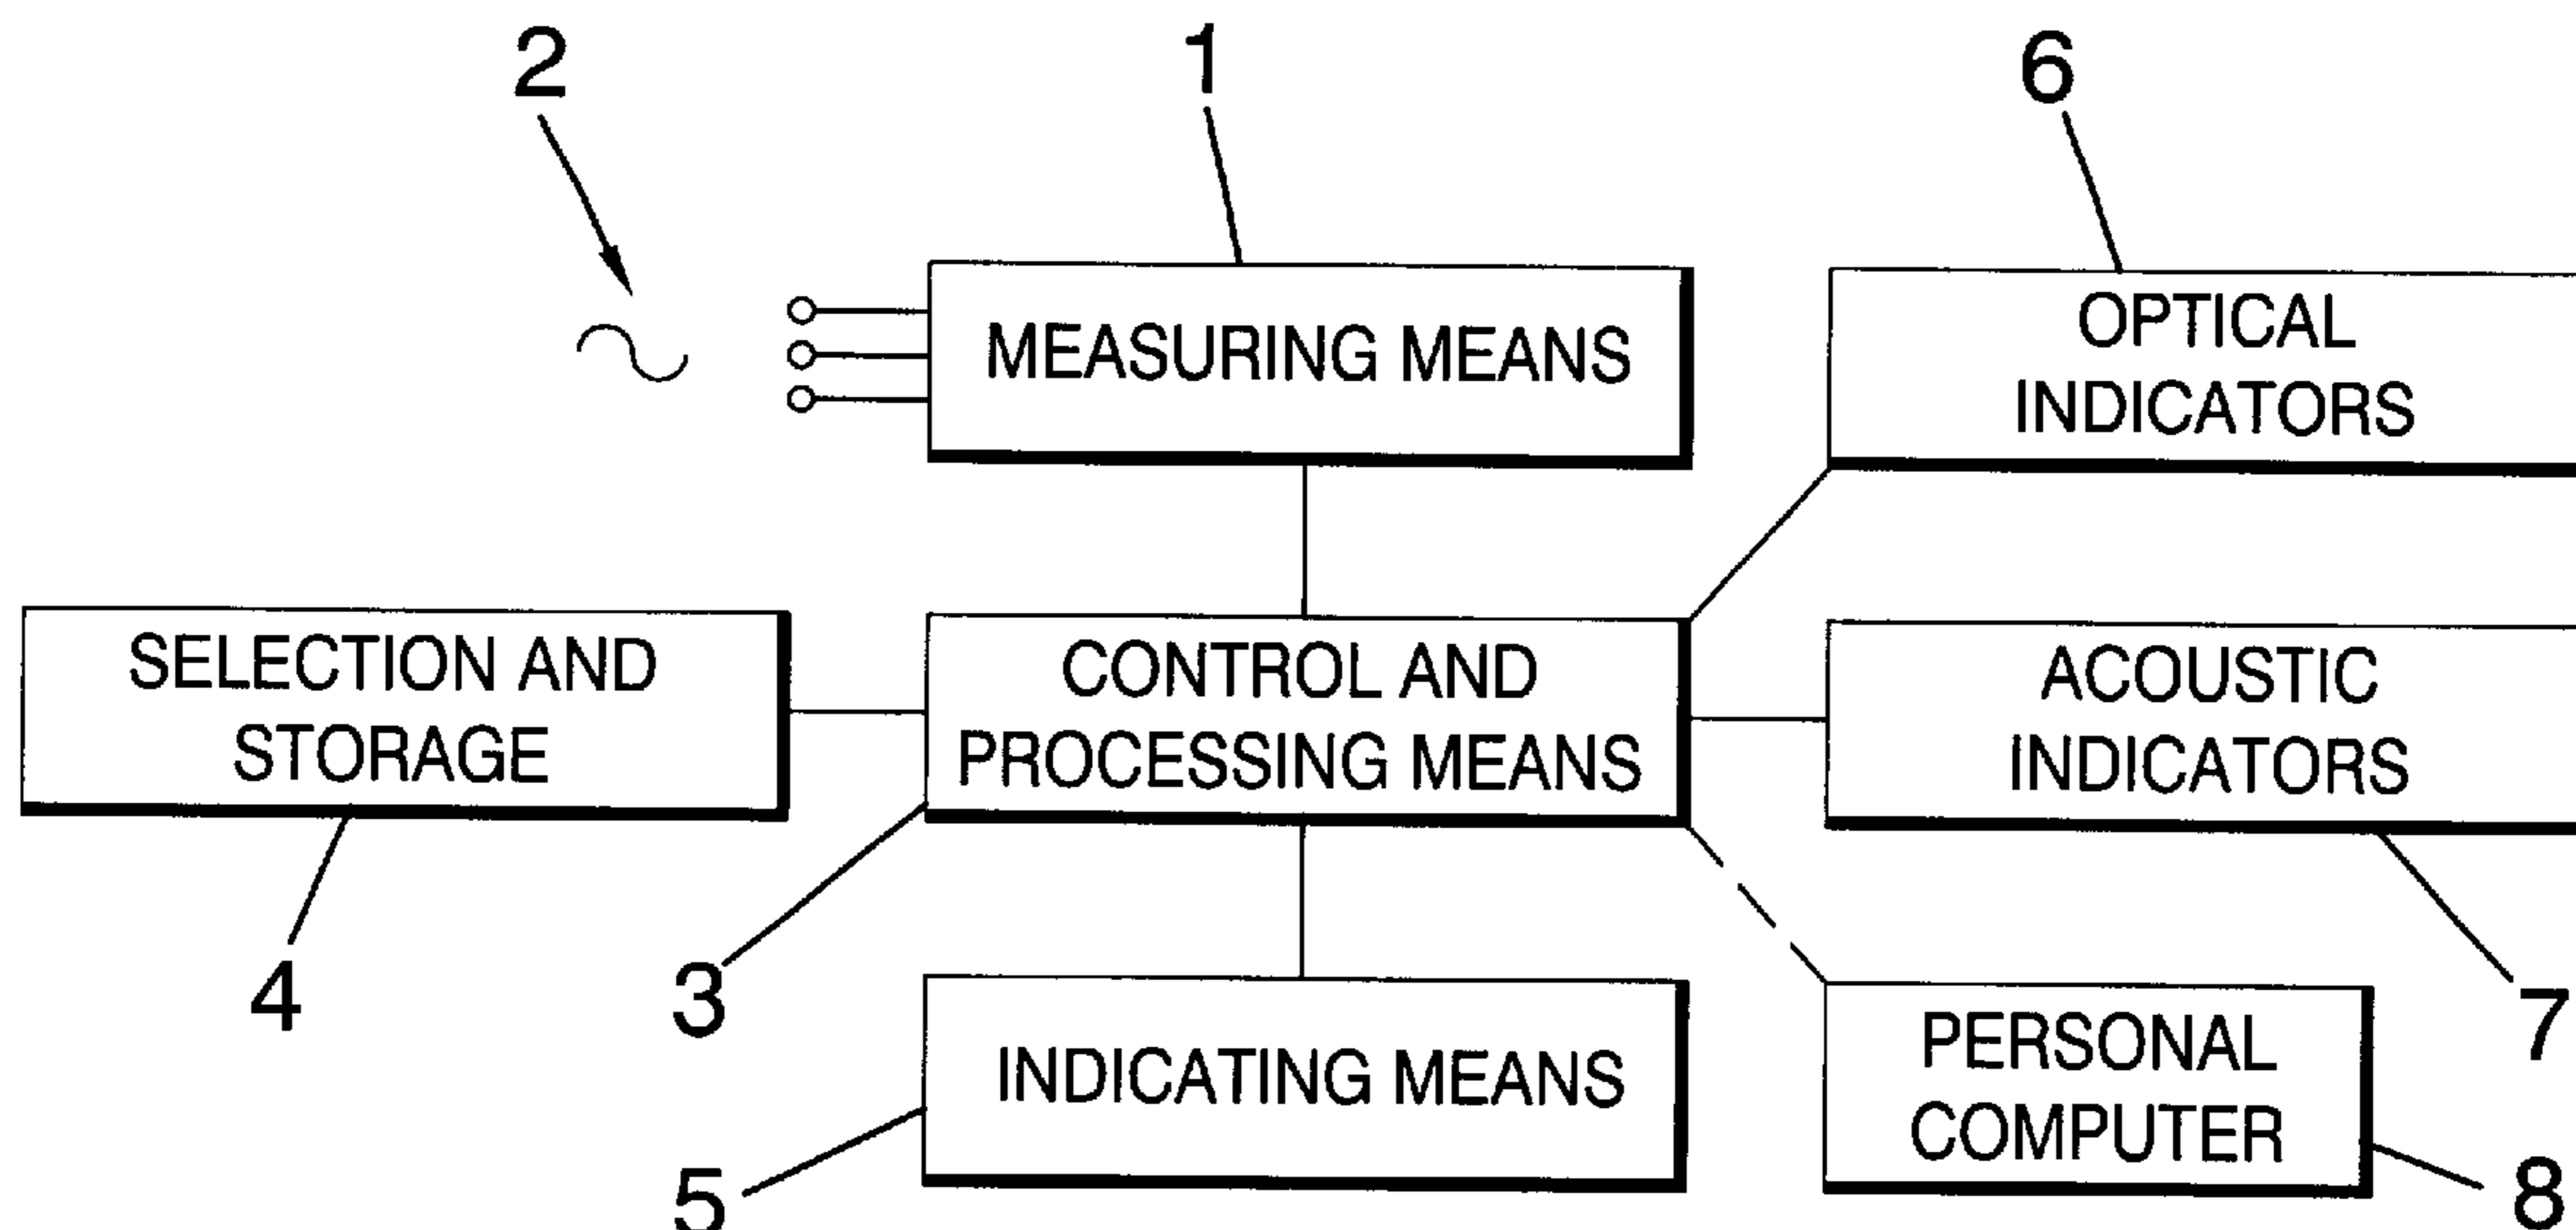 2
1
6
MEASURING MEANS
OPTICAL
INDICATORS
SELECTION AND
STORAGE
CONTROL AND
PROCESSING MEANS
ACOUSTIC
INDICATORS
4
3
INDICATING MEANS
PERSONAL
COMPUTER
7
5
8